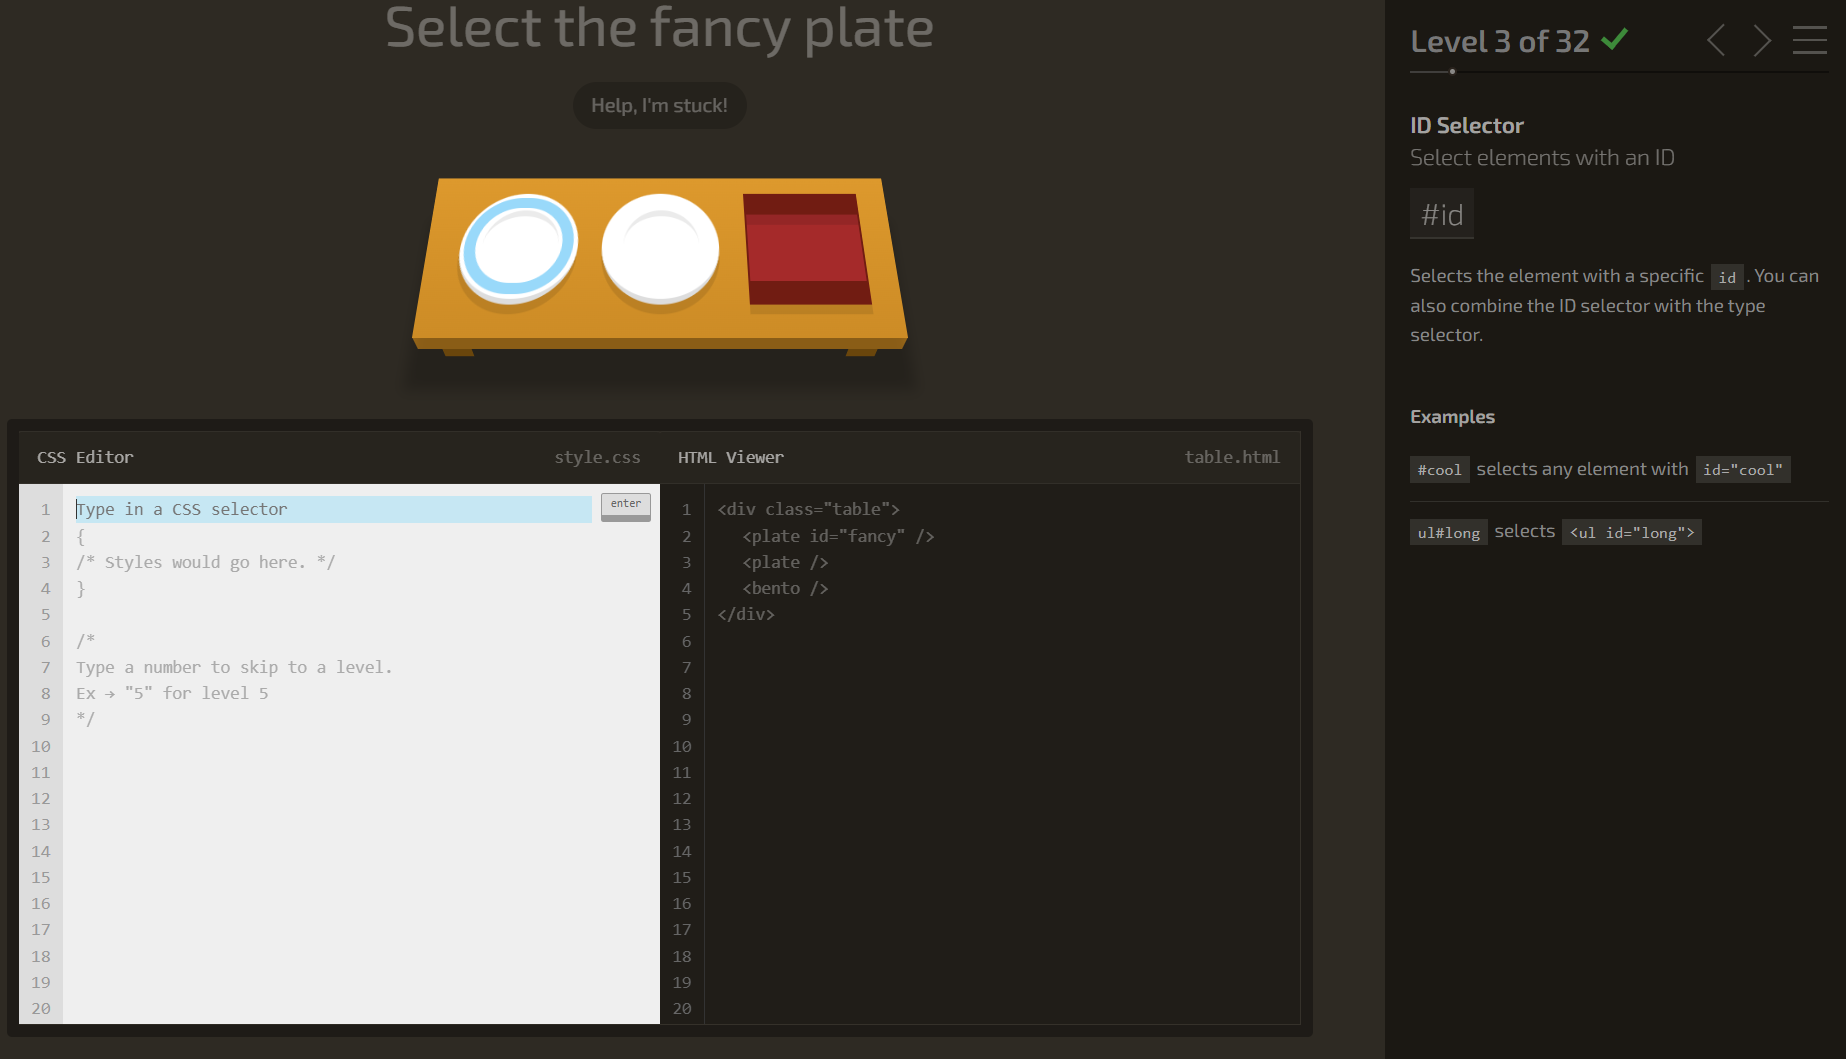 Select the fancy plate
Help, I'm stuck!
CSS Editor
style.css
1 Type in a CSS selector
enter
2 {
3 /* Styles would go here. */
4 }
5
6 /*
7 Type a number to skip to a level.
8 Ex → "5" for level 5
9 */
10
11
12
13
14
15
16
17
18
19
20
HTML Viewer
table.html
1 <div class="table">
2 <plate id="fancy" />
3 <plate />
4 <bento />
5 </div>
6
7
8
9
10
11
12
13
14
15
16
17
18
19
20
Level 3 of 32
ID Selector
Select elements with an ID
#id
Selects the element with a specific id . You can
also combine the ID selector with the type
selector.
Examples
#cool selects any element with id="cool"
ul#long selects <ul id="long">